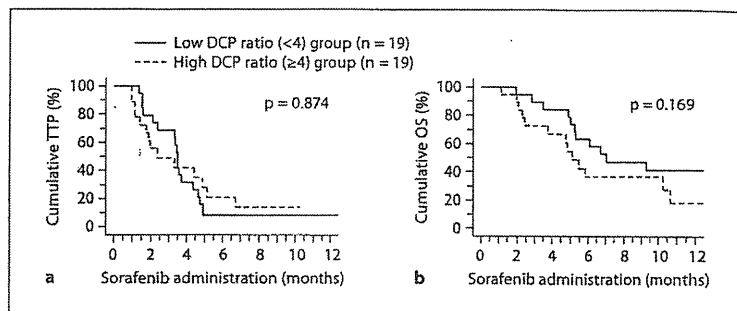 Low DCP ratio (<4) group (n = 19)
High DCP ratio (≥4) group (n = 19)
100
80
60
40
20
0
Cumulative TTP (%)
p = 0.874
0 2 4 6 8 10 12
a Sorafenib administration (months)
100
80
60
40
20
0
Cumulative OS (%)
p = 0.169
0 2 4 6 8 10 12
b Sorafenib administration (months)